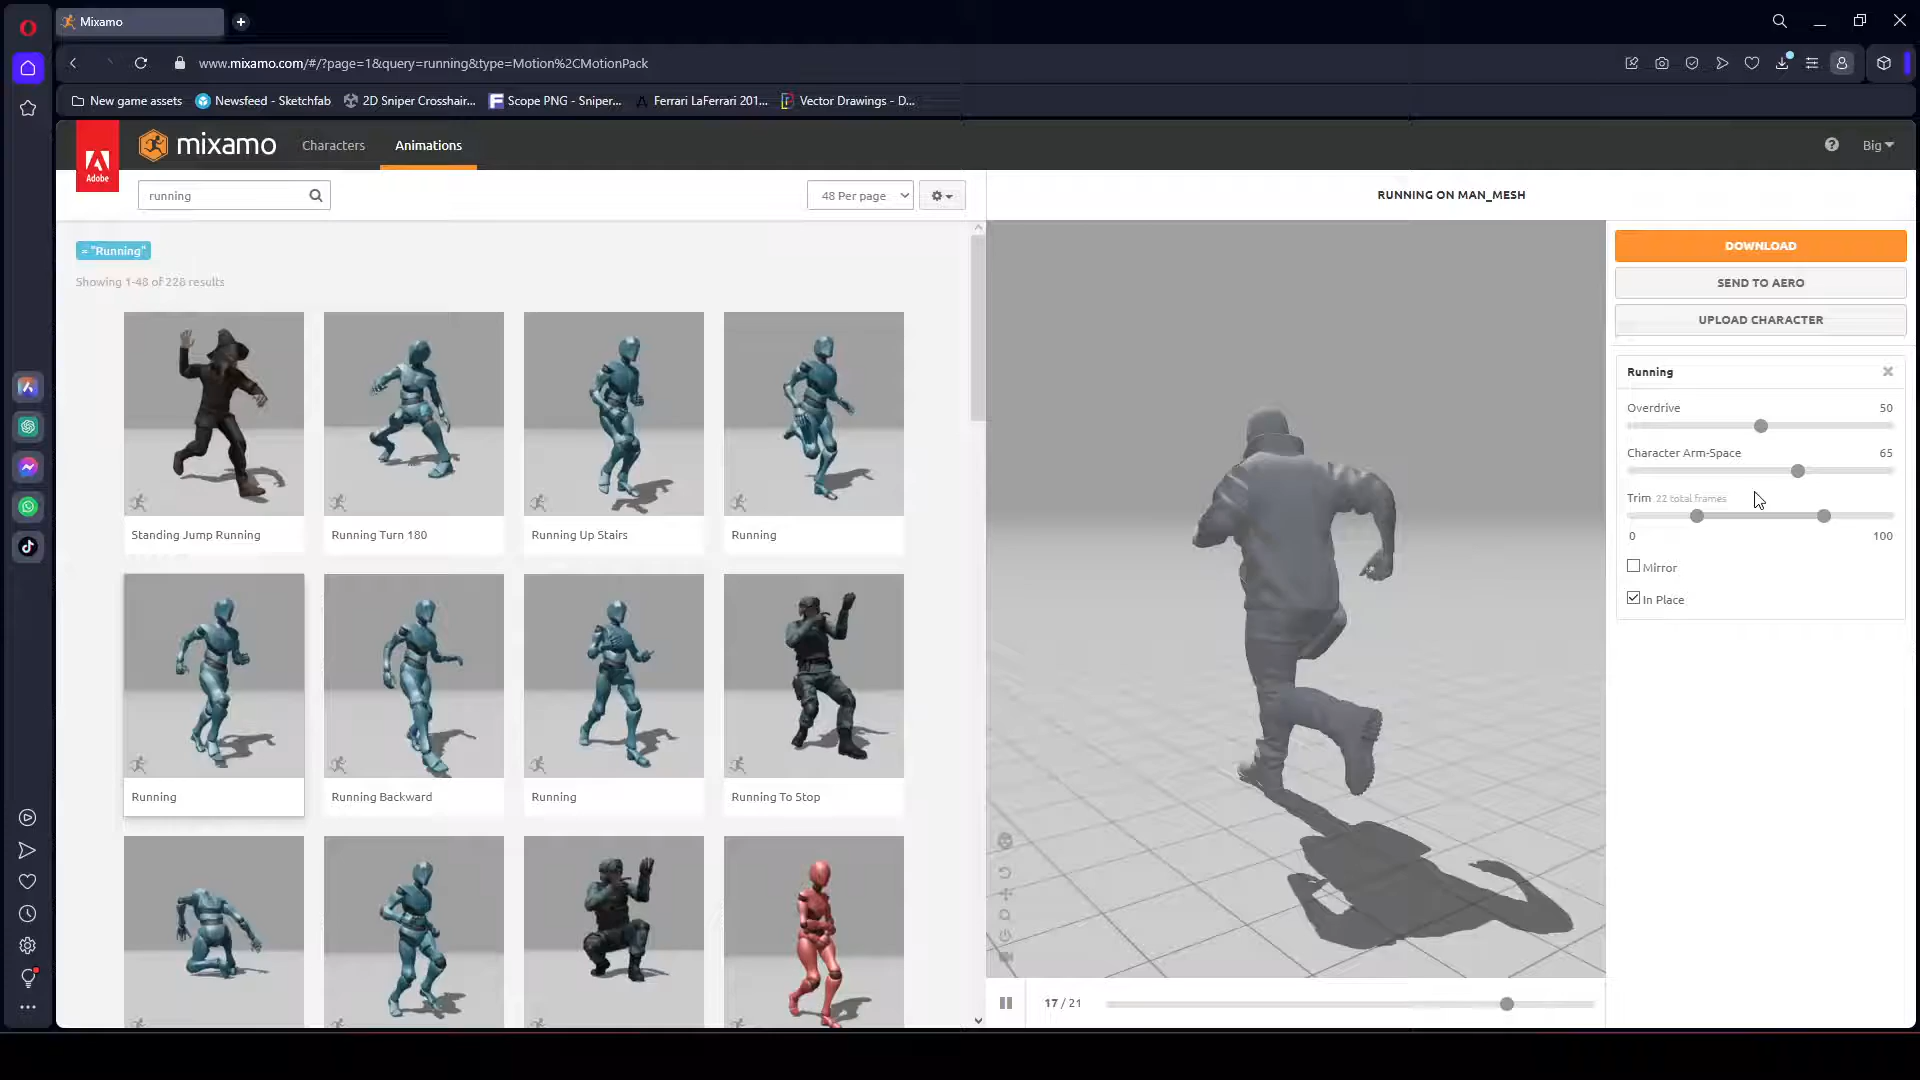 Mixamo
www.mixamo.com/#/?page=1&query=running&type=Motion%2CMotionPack
New game assets
Newsfeed - Sketchfab
2D Sniper Crosshair...
Scope PNG - Sniper...
Ferrari LaFerrari 201...
Vector Drawings - D...
Adobe
mixamo
Characters
Animations
Big
running
48 Per page
RUNNING ON MAN_MESH
× "Running"
Showing 1-48 of 228 results
DOWNLOAD
SEND TO AERO
UPLOAD CHARACTER
Running
Overdrive 50
Character Arm-Space 65
Trim 22 total frames
0 100
Mirror
In Place
Standing Jump Running
Running Turn 180
Running Up Stairs
Running
Running
Running Backward
Running
Running To Stop
17 / 21